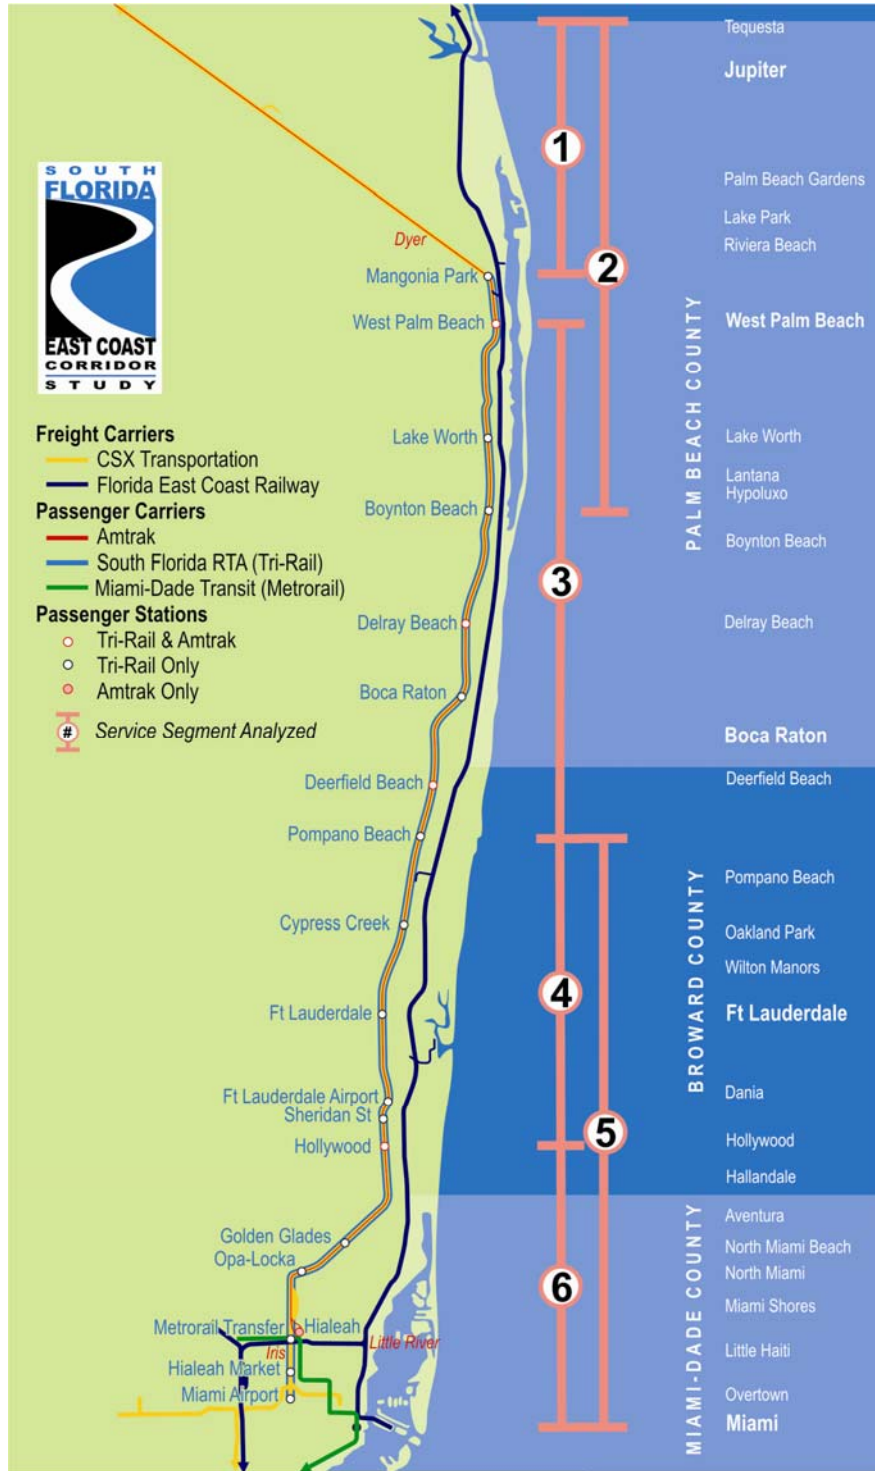 SOUTH
FLORIDA
EAST COAST
CORRIDOR
STUDY
Freight Carriers
CSX Transportation
Florida East Coast Railway
Passenger Carriers
Amtrak
South Florida RTA (Tri-Rail)
Miami-Dade Transit (Metrorail)
Passenger Stations
Tri-Rail & Amtrak
Tri-Rail Only
Amtrak Only
# Service Segment Analyzed
Dyer
Mangonia Park
West Palm Beach
Lake Worth
Boynton Beach
Delray Beach
Boca Raton
Deerfield Beach
Pompano Beach
Cypress Creek
Ft Lauderdale
Ft Lauderdale Airport
Sheridan St
Hollywood
Golden Glades
Opa-Locka
Metrorail Transfer
Hialeah
Iris
Little River
Hialeah Market
Miami Airport
1
2
3
4
5
6
PALM BEACH COUNTY
BROWARD COUNTY
MIAMI-DADE COUNTY
Tequesta
Jupiter
Palm Beach Gardens
Lake Park
Riviera Beach
West Palm Beach
Lake Worth
Lantana
Hypoluxo
Boynton Beach
Delray Beach
Boca Raton
Deerfield Beach
Pompano Beach
Oakland Park
Wilton Manors
Ft Lauderdale
Dania
Hollywood
Hallandale
Aventura
North Miami Beach
North Miami
Miami Shores
Little Haiti
Overtown
Miami